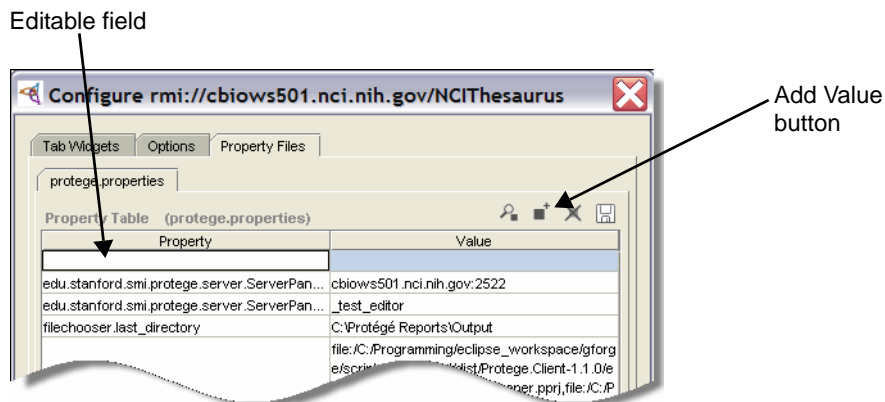 Editable field
Configure rmi://cbiows501.nci.nih.gov/NCIThesaurus
Add Value
button
Tab Widgets Options Property Files
protege.properties
Property Table (protege.properties)
Property Value
edu.stanford.smi.protege.server.ServerPan... cbiows501.nci.nih.gov:2522
edu.stanford.smi.protege.server.ServerPan... _test_editor
filechooser.last_directory C:\Protégé Reports\Output
file:/C:/Programming/eclipse_workspace/gforg
dist/Protege.Client-1.1.0/e
pprj,file:/C:/P